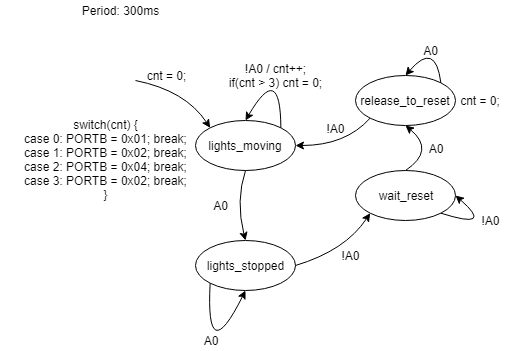 Period: 300ms
cnt = 0;
!A0 / cnt++;
if(cnt > 3) cnt = 0;
A0
release_to_reset
cnt = 0;
switch(cnt) {
case 0: PORTB = 0x01; break;
case 1: PORTB = 0x02; break;
case 2: PORTB = 0x04; break;
case 3: PORTB = 0x02; break;
}
lights_moving
!A0
A0
wait_reset
A0
!A0
lights_stopped
!A0
A0